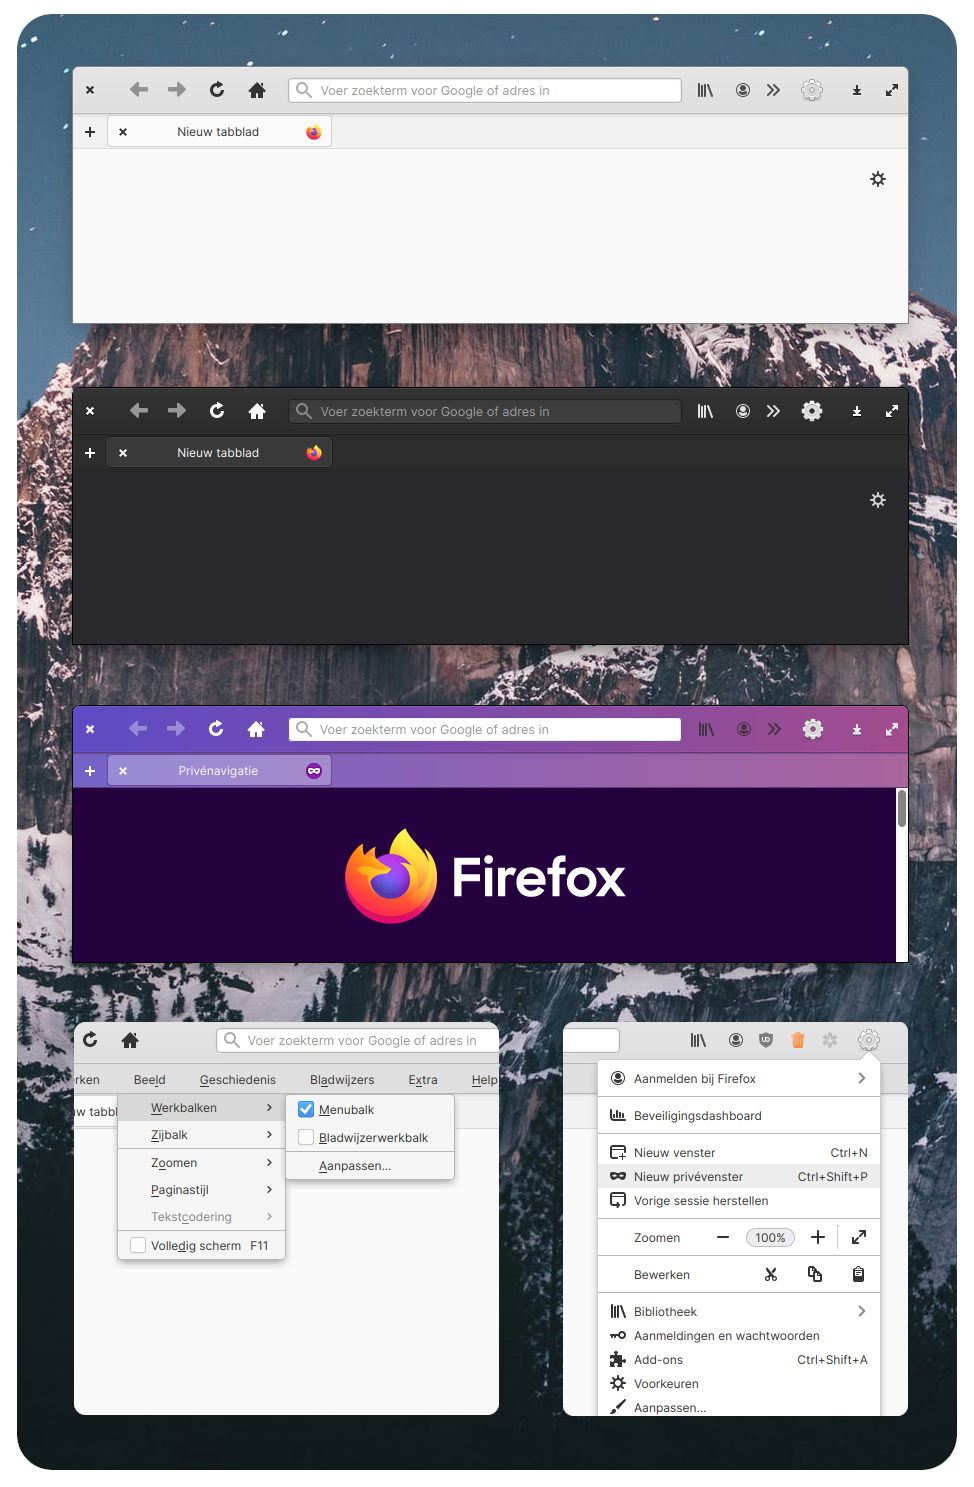 Voer zoekterm voor Google of adres in
Nieuw tabblad
Voer zoekterm voor Google of adres in
Nieuw tabblad
Voer zoekterm voor Google of adres in
Privénavigatie
Firefox
Voer zoekterm voor Google of adres in
rken Beeld Geschiedenis Bladwijzers Extra Help
uw tabbl
Werkbalken
Zijbalk
Zoomen
Paginastijl
Tekstcodering
Volledig scherm F11
Menubalk
Bladwijzerwerkbalk
Aanpassen...
Aanmelden bij Firefox
Beveiligingsdashboard
Nieuw venster Ctrl+N
Nieuw privévenster Ctrl+Shift+P
Vorige sessie herstellen
Zoomen 100%
Bewerken
Bibliotheek
Aanmeldingen en wachtwoorden
Add-ons Ctrl+Shift+A
Voorkeuren
Aanpassen...